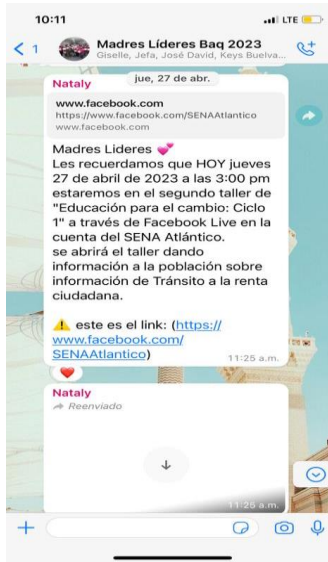 10:11
LTE
1
Madres Líderes Baq 2023
Giselle, Jefa, José David, Keys Buelva...
jue, 27 de abr.
Nataly
www.facebook.com
https://www.facebook.com/SENAAtlantico
www.facebook.com
Madres Lideres 💕
Les recuerdamos que HOY jueves
27 de abril de 2023 a las 3:00 pm
estaremos en el segundo taller de
"Educación para el cambio: Ciclo
1" a través de Facebook Live en la
cuenta del SENA Atlántico.
se abrirá el taller dando
información a la población sobre
información de Tránsito a la renta
ciudadana.
⚠️ este es el link: (https://
www.facebook.com/
SENAAtlantico)
11:25 a.m.
Nataly
Reenviado
11:25 a.m.